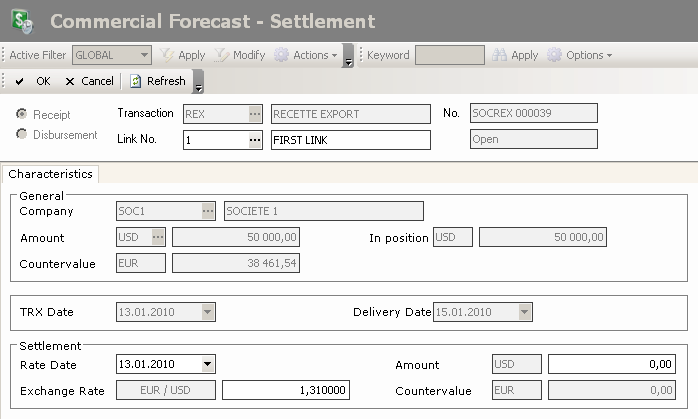 Commercial Forecast - Settlement
Active Filter GLOBAL Apply Modify Actions Keyword Apply Options
OK Cancel Refresh
Receipt Transaction REX ... RECETTE EXPORT No. SOCREX 000039
Disbursement Link No. 1 ... FIRST LINK Open
Characteristics
General
Company SOC1 ... SOCIETE 1
Amount USD ... 50 000,00 In position USD 50 000,00
Countervalue EUR 38 461,54
TRX Date 13.01.2010 Delivery Date 15.01.2010
Settlement
Rate Date 13.01.2010 Amount USD 0,00
Exchange Rate EUR / USD 1,310000 Countervalue EUR 0,00